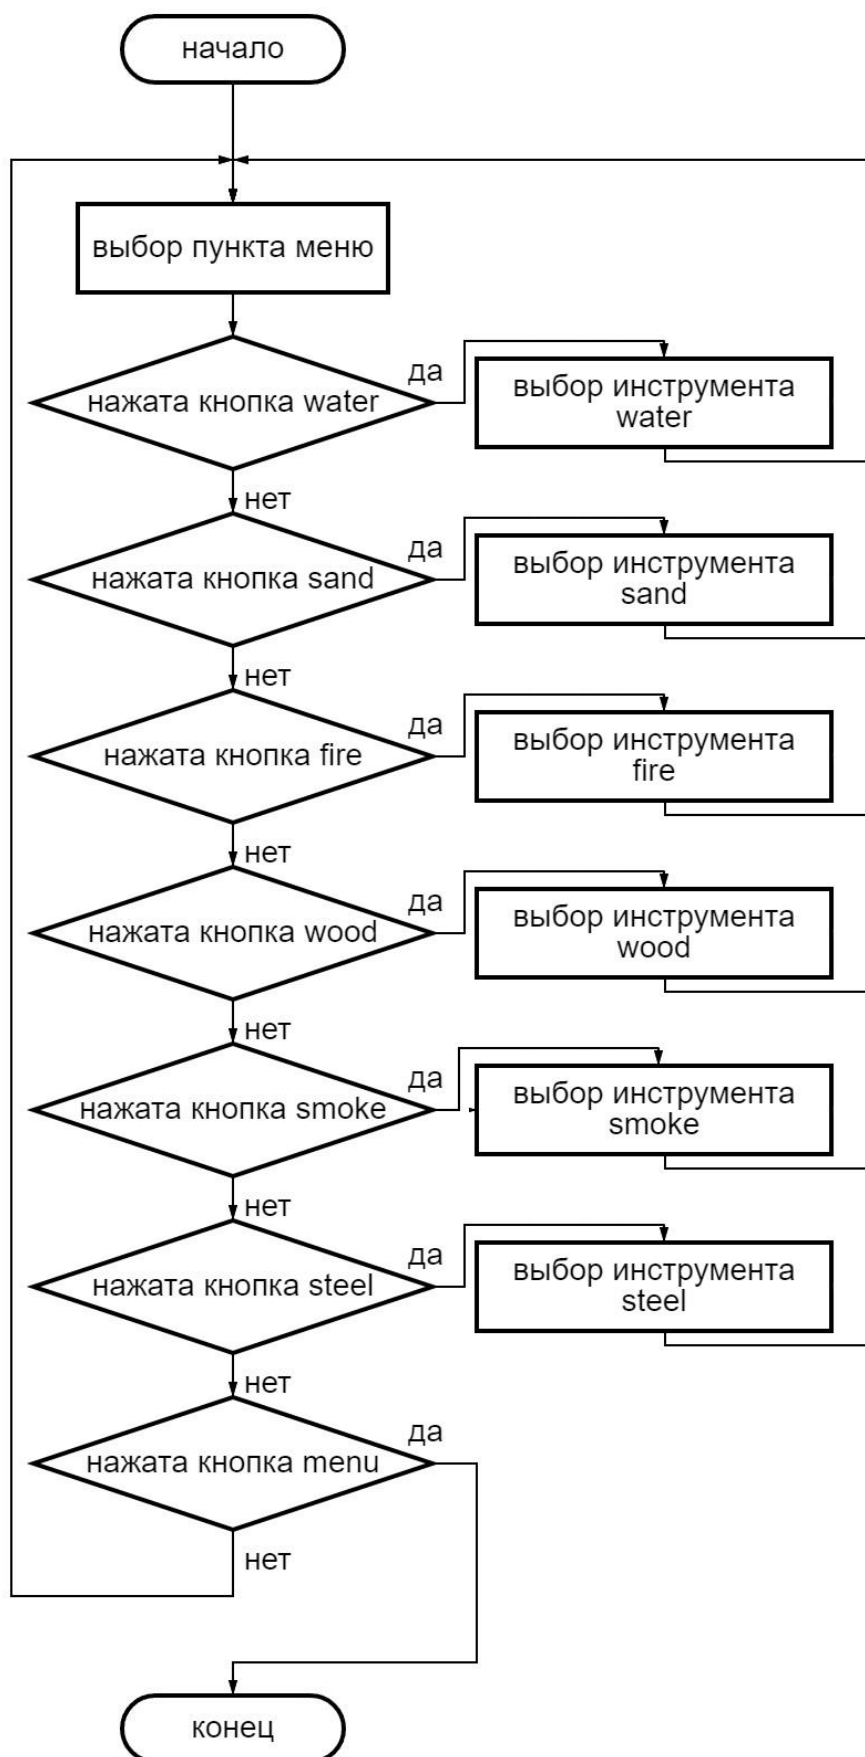 начало
выбор пункта меню
нажата кнопка water
да
выбор инструмента
water
нет
нажата кнопка sand
да
выбор инструмента
sand
нет
нажата кнопка fire
да
выбор инструмента
fire
нет
нажата кнопка wood
да
выбор инструмента
wood
нет
нажата кнопка smoke
да
выбор инструмента
smoke
нет
нажата кнопка steel
да
выбор инструмента
steel
нет
нажата кнопка menu
да
нет
конец